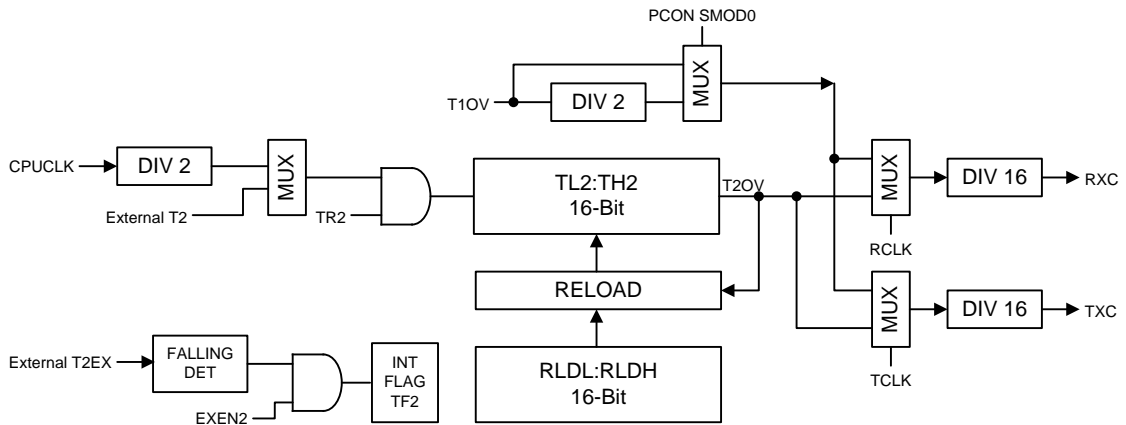 PCON SMOD0
T1OV
DIV 2
MUX
CPUCLK
DIV 2
MUX
External T2
TR2
TL2:TH2
16-Bit
T2OV
MUX
DIV 16
RXC
RCLK
RELOAD
MUX
DIV 16
TXC
TCLK
External T2EX
FALLING
DET
EXEN2
INT
FLAG
TF2
RLDL:RLDH
16-Bit